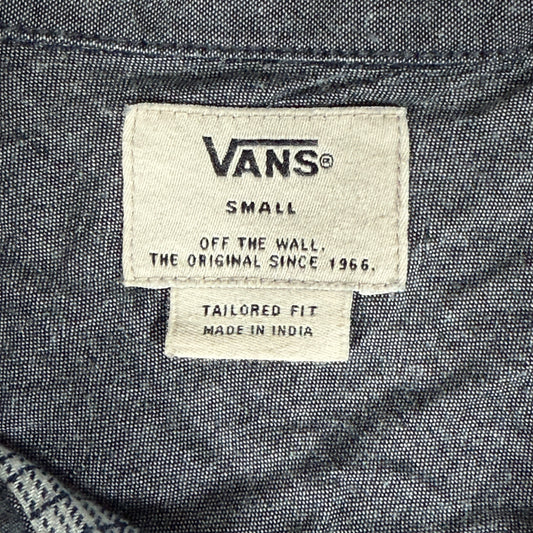 VANS®
SMALL
OFF THE WALL.
THE ORIGINAL SINCE 1966.
TAILORED FIT
MADE IN INDIA